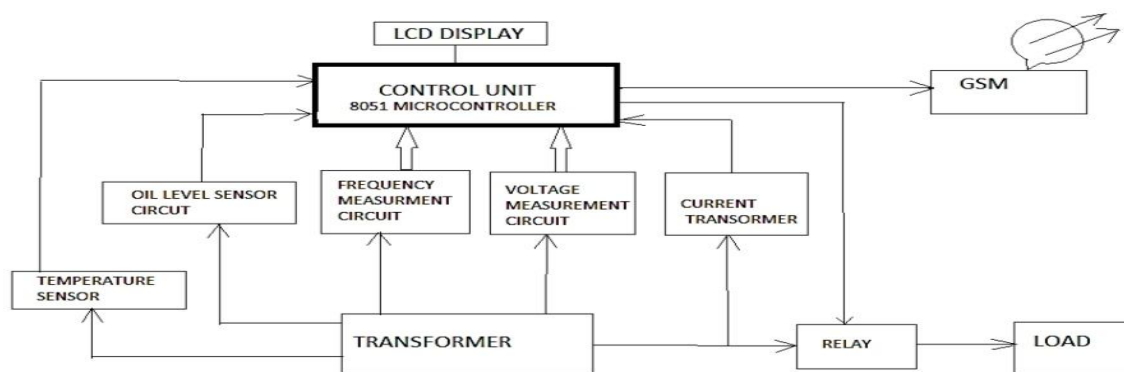 LCD DISPLAY
CONTROL UNIT
8051 MICROCONTROLLER
GSM
OIL LEVEL SENSOR
CIRCUT
FREQUENCY
MEASURMENT
CIRCUIT
VOLTAGE
MEASUREMENT
CIRCUIT
CURRENT
TRANSORMER
TEMPERATURE
SENSOR
TRANSFORMER
RELAY
LOAD